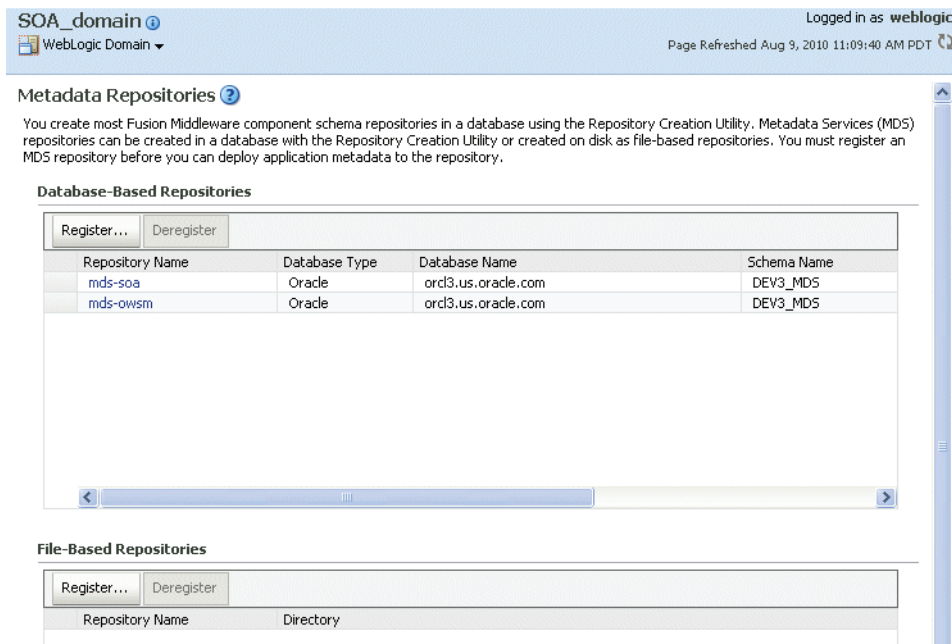 SOA_domain
Logged in as weblogic
WebLogic Domain
Page Refreshed Aug 9, 2010 11:09:40 AM PDT
Metadata Repositories
You create most Fusion Middleware component schema repositories in a database using the Repository Creation Utility. Metadata Services (MDS)
repositories can be created in a database with the Repository Creation Utility or created on disk as file-based repositories. You must register an
MDS repository before you can deploy application metadata to the repository.
Database-Based Repositories
Register... Deregister
Repository Name Database Type Database Name Schema Name
mds-soa Oracle orcl3.us.oracle.com DEV3_MDS
mds-owsm Oracle orcl3.us.oracle.com DEV3_MDS
File-Based Repositories
Register... Deregister
Repository Name Directory